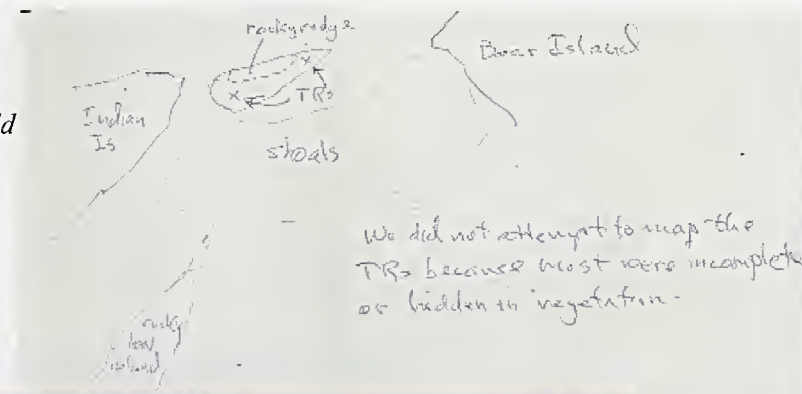 rocky ridge
Bear Island
Indian
Is
x
x
TRs
shoals
We did not attempt to map the
TRs because most were incomplete
or hidden in vegetation.
rocky
low
island